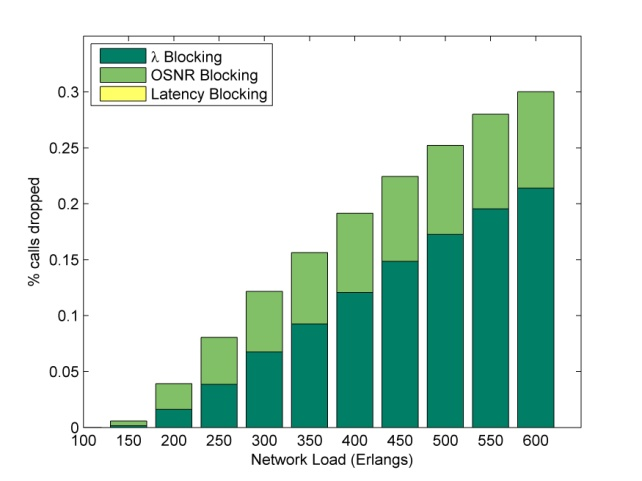 λ Blocking
OSNR Blocking
Latency Blocking
0.3
0.25
0.2
0.15
0.1
0.05
0
% calls dropped
100 150 200 250 300 350 400 450 500 550 600
Network Load (Erlangs)